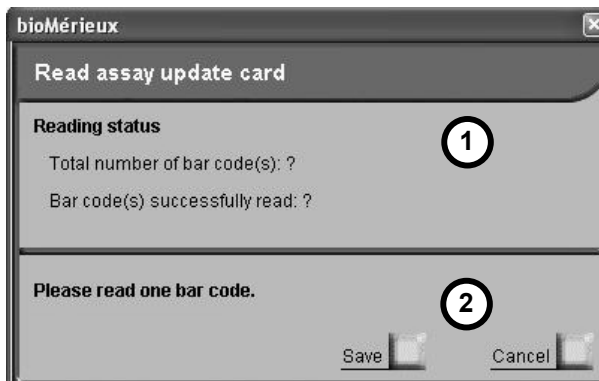 bioMérieux
Read assay update card
Reading status
1
Total number of bar code(s): ?
Bar code(s) successfully read: ?
Please read one bar code.
2
Save Cancel